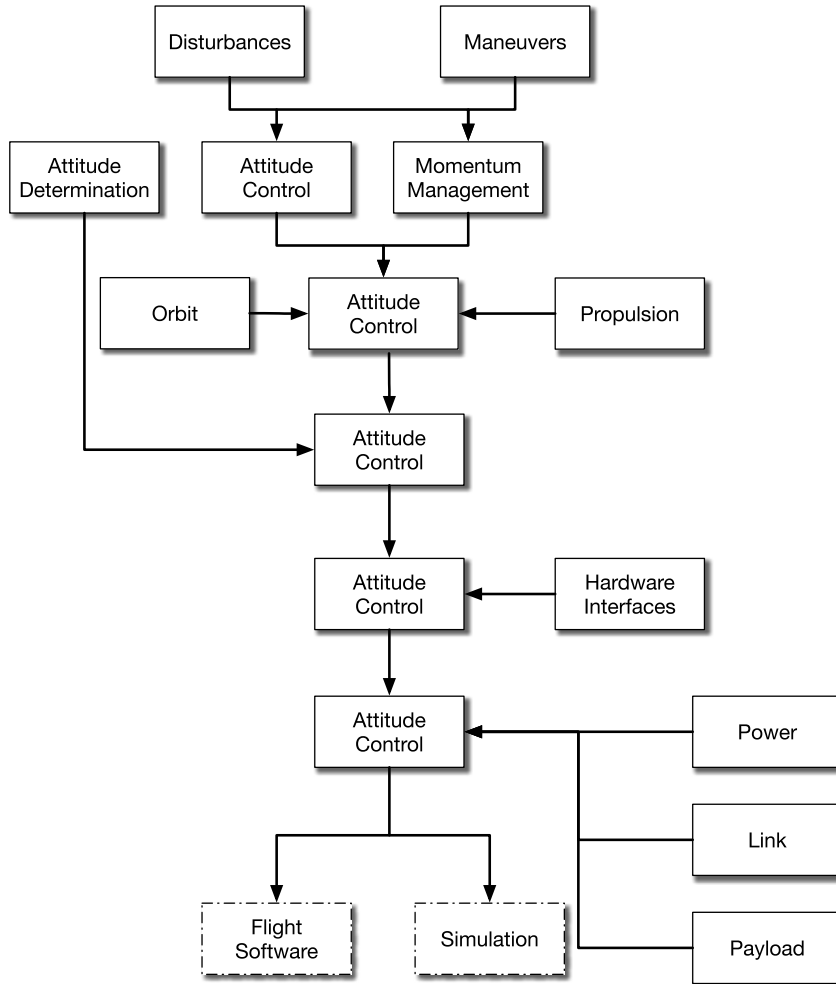 Disturbances
Maneuvers
Attitude
Determination
Attitude
Control
Momentum
Management
Orbit
Attitude
Control
Propulsion
Attitude
Control
Attitude
Control
Hardware
Interfaces
Attitude
Control
Power
Link
Flight
Software
Simulation
Payload